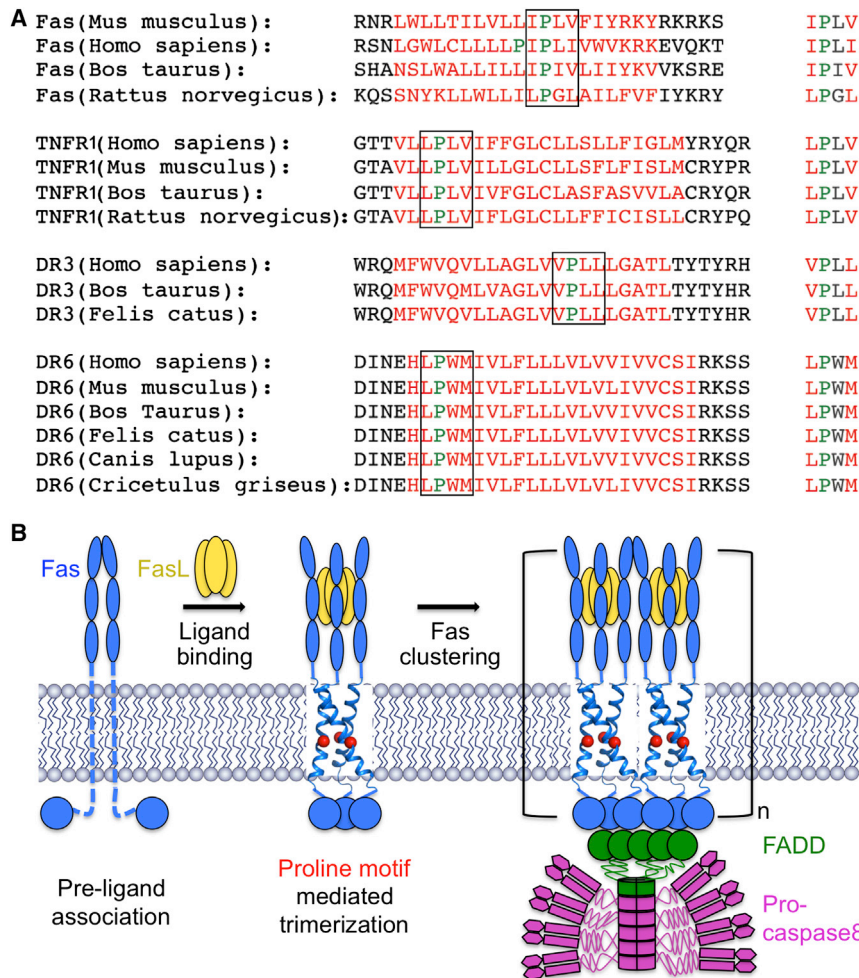 A
Fas(Mus musculus): RNRLWLLTILVLLIPLVFIYRKYRKRKS IPLV
Fas(Homo sapiens): RSNLGWLCLLLLPIPLIVWVKRKEVQKT IPLI
Fas(Bos taurus): SHANSLWALLILLIPIVLIIYKVVKSRE IPIV
Fas(Rattus norvegicus): KQSSNYKLLWLLILPGLAILFVFIYKRY LPGL
TNFR1(Homo sapiens): GTTVLLPLVIFFGLCLLSLLFIGLMYRYQR LPLV
TNFR1(Mus musculus): GTAVLLPLVILLGLCLLSFLFISLMCRYPR LPLV
TNFR1(Bos taurus): GTTVLLPLVIVFGLCLASFASVVLACRYQR LPLV
TNFR1(Rattus norvegicus): GTAVLLPLVIFLGLCLLFFICISLLCRYPQ LPLV
DR3(Homo sapiens): WRQMFWVQVLLAGLVVPLLLGATLTYTYRH VPLL
DR3(Bos taurus): WRQMFWVQMLVAGLVVPLLLGATLTYTYHR VPLL
DR3(Felis catus): WRQMFWVQVLLAGLVVPLLLGATLTYTYHR VPLL
DR6(Homo sapiens): DINEHLPWMIVLFLLLVLVVIVVCSIRKSS LPWM
DR6(Mus musculus): DINEHLPWMIVLFLLLVLVVIVVCSIRKSS LPWM
DR6(Bos Taurus): DINEHLPWMIVLFLLLVLVVIVVCSIRKSS LPWM
DR6(Felis catus): DINEHLPWMIVLFLLLVLVVIVVCSIRKSS LPWM
DR6(Canis lupus): DINEHLPWMIVLFLLLVLVVIVVCSIRKSS LPWM
DR6(Cricetulus griseus): DINEHLPWMIVLFLLLVLVLIVVCSIRKSS LPWM
B
Fas
FasL
Ligand
binding
Fas
clustering
n
Pre-ligand
association
Proline motif
mediated
trimerization
FADD
Pro-
caspase8